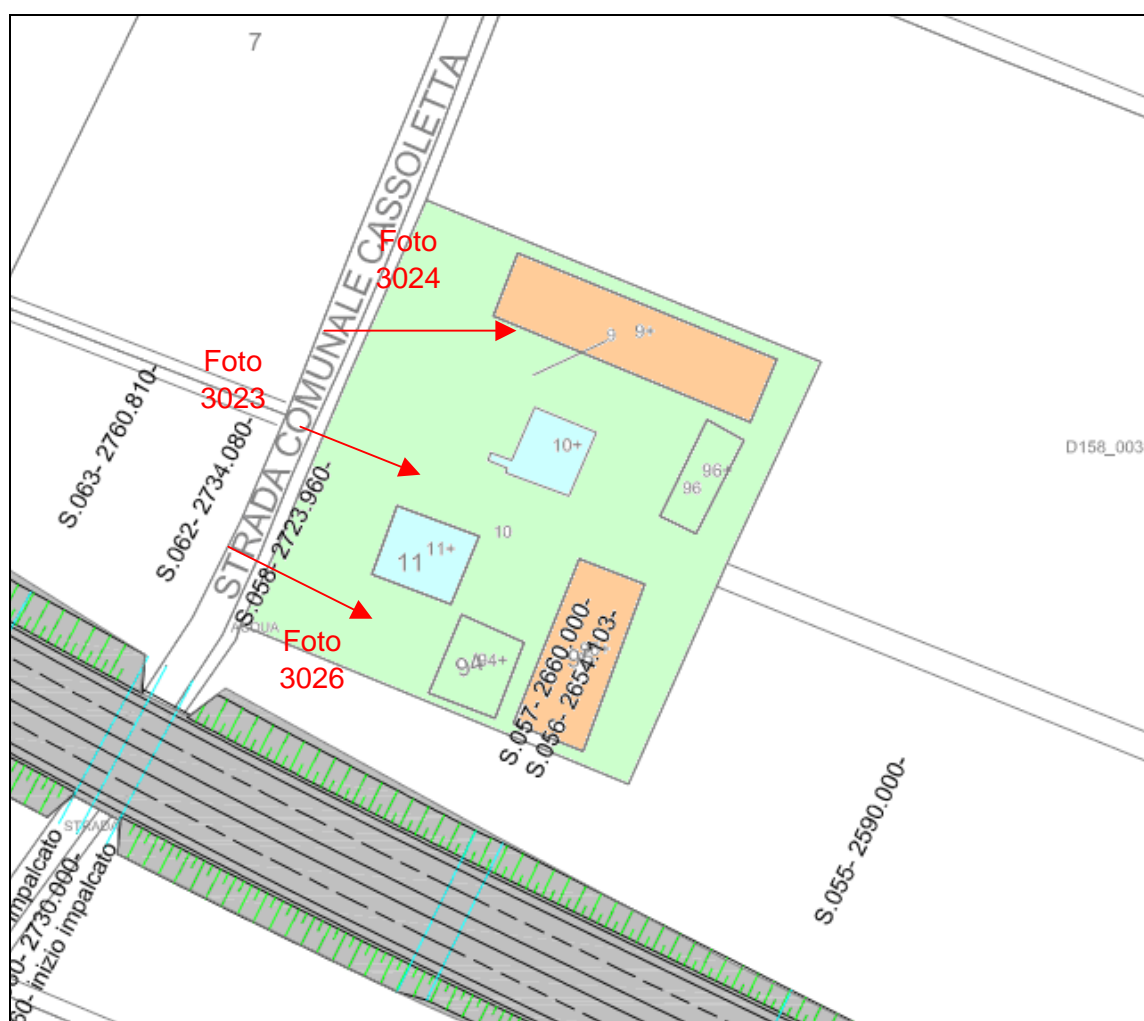 7
STRADA COMUNALE CASSOLETTA
Foto
3024
9
9+
Foto
3023
S.063- 2760.810-
S.062- 2734.080-
S.058- 2723.960-
10+
D158_003
96+
96
10
11
11+
ACQUA
Foto
3026
94
94+
S.057- 2660.000-
S.056- 2654.103-
S.055- 2590.000-
STRADA
impalcato
2730.000-
inizio impalcato